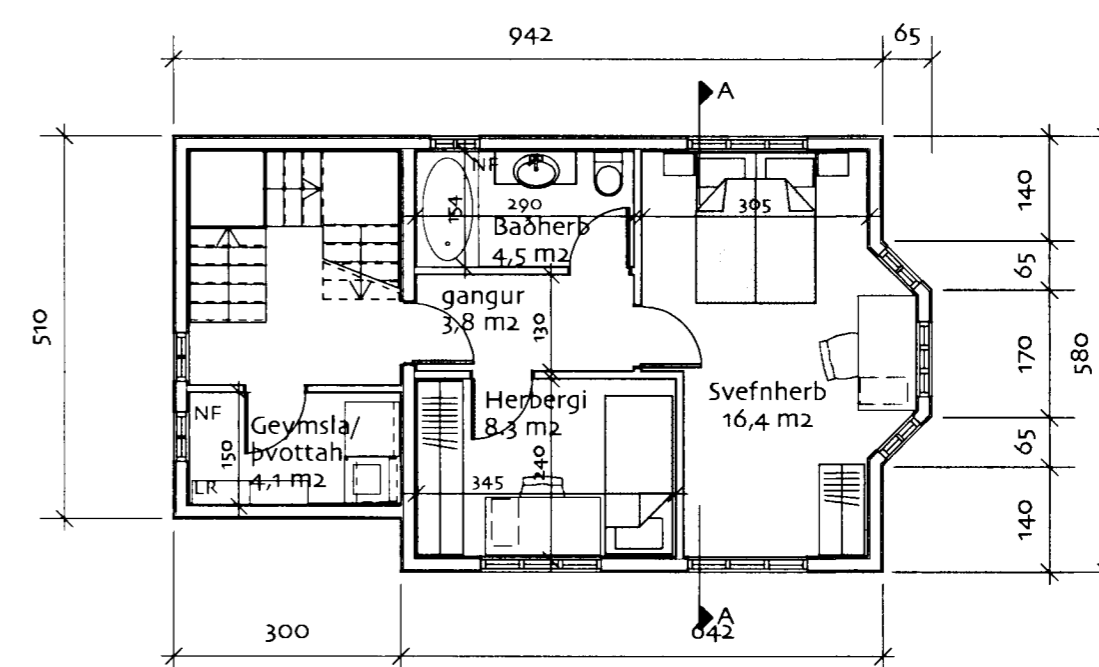 942
65
A
NF
154
290
Baðherb
4,5 m2
305
140
gangur
3,8 m2
130
65
510
170
580
Svefnherb
16,4 m2
NF
Geymsla/
þvottah
4,1 m2
150
LR
Herbergi
8.3 m2
240
345
65
140
A
300
642